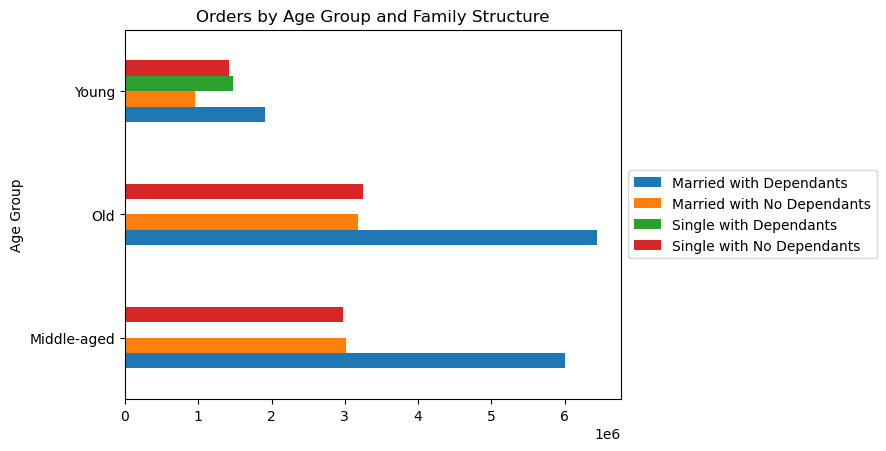 Orders by Age Group and Family Structure
Age Group
Young
Old
Middle-aged
0 1 2 3 4 5 6
1e6
Married with Dependants
Married with No Dependants
Single with Dependants
Single with No Dependants